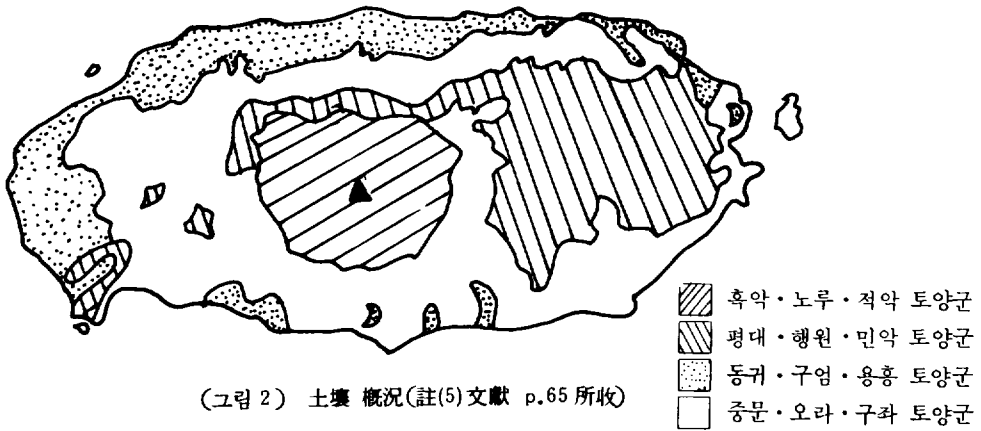 흑악·노루·적악 토양군
평대·행원·민악 토양군
동귀·구엄·용흥 토양군
중문·오라·구좌 토양군
(그림 2) 土壤 槪況(註(5)文獻 p.65 所收)